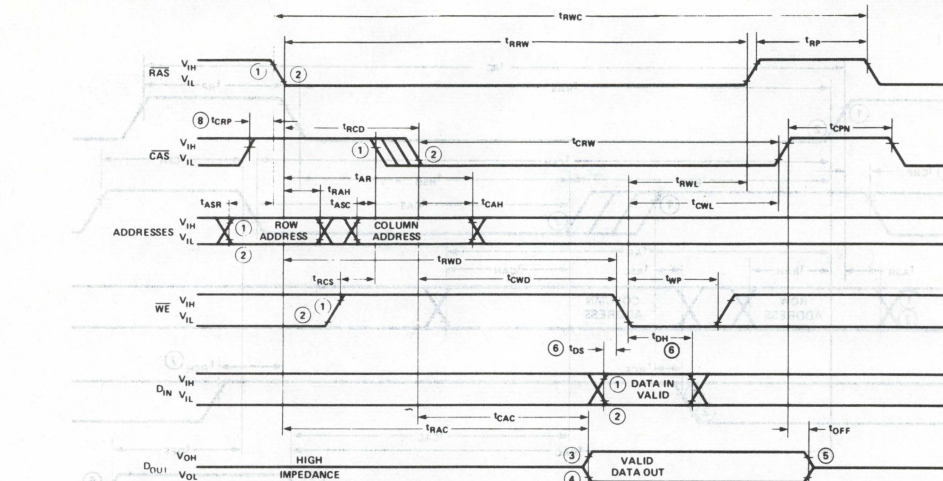 tRWC
tRRW
tRP
RAS VIH
VIL
① ②
⑧ tCRP
tRCD
tCPN
CAS VIH
VIL
① ②
tCRW
tAR
tRAH
tRWL
tASR
tASC
tCAH
tCWL
ADDRESSES VIH
VIL
① ROW ADDRESS
COLUMN ADDRESS
②
tRWD
tRCS
tCWD
tWP
WE VIH
VIL
② ①
⑥ tDS
tDH ⑥
DIN VIH
VIL
① DATA IN VALID
②
tCAC
tRAC
tOFF
DOUT VOH
VOL
HIGH IMPEDANCE
③ VALID DATA OUT ⑤
④